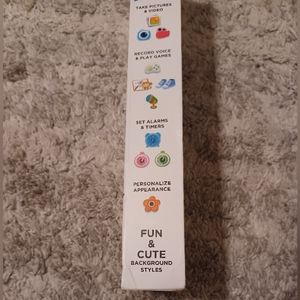 TAKE PICTURES
& VIDEO
RECORD VOICE
& PLAY GAMES
SET ALARMS
& TIMERS
PERSONALIZE
APPEARANCE
FUN
&
CUTE
BACKGROUND
STYLES